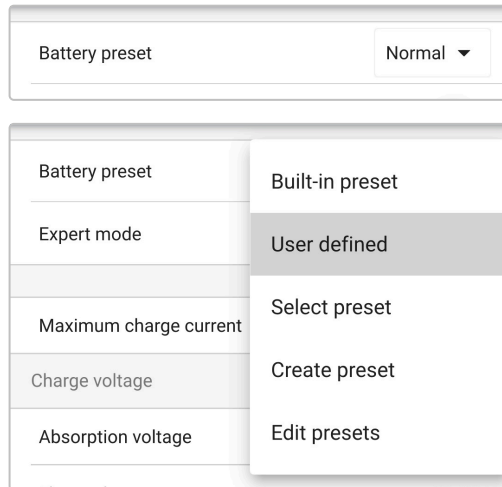 Battery preset Normal
Battery preset
Built-in preset
Expert mode
User defined
Select preset
Maximum charge current
Charge voltage
Create preset
Absorption voltage
Edit presets